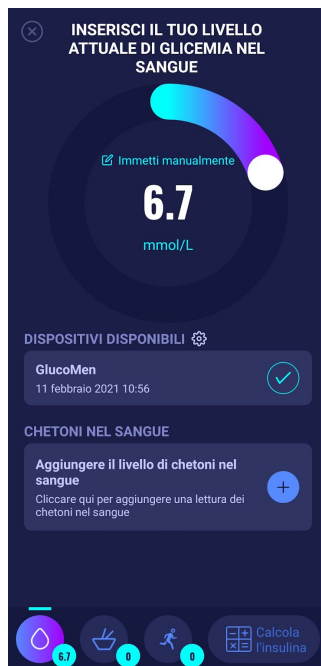 INSERISCI IL TUO LIVELLO
ATTUALE DI GLICEMIA NEL
SANGUE
Immetti manualmente
6.7
mmol/L
DISPOSITIVI DISPONIBILI
GlucoMen
11 febbraio 2021 10:56
CHETONI NEL SANGUE
Aggiungere il livello di chetoni nel
sangue
Cliccare qui per aggiungere una lettura dei
chetoni nel sangue
6.7
0
0
Calcola
l'insulina